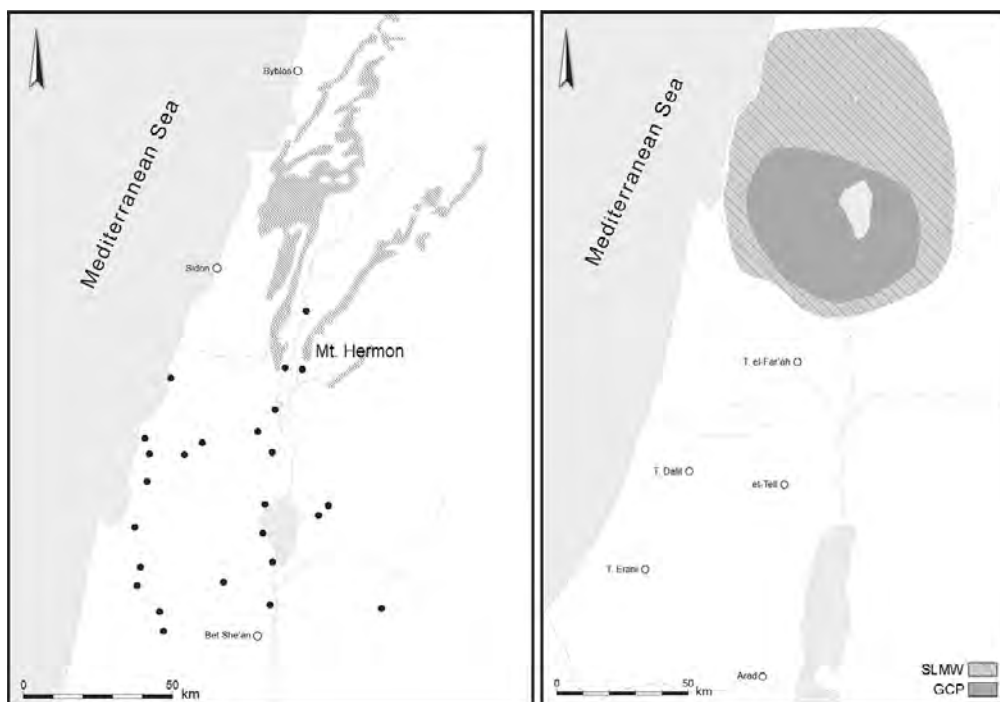 Mediterranean Sea
Byblos
Sidon
Mt. Hermon
Bet She'an
0 50
km
Mediterranean Sea
T. el-Far'ah
T. Dalit
et-Tell
T. Erani
Arad
SLMW
GCP
0 50
km